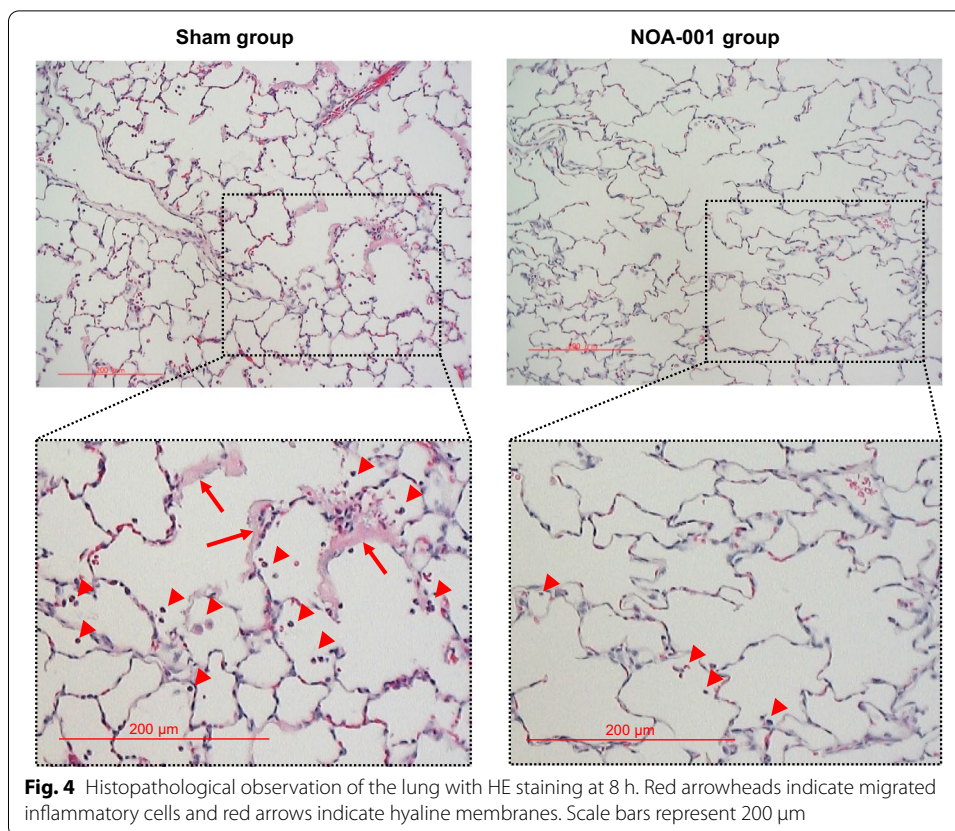 Sham group
NOA-001 group
200 µm
200 µm
200 µm
Fig. 4 Histopathological observation of the lung with HE staining at 8 h. Red arrowheads indicate migrated
inflammatory cells and red arrows indicate hyaline membranes. Scale bars represent 200 µm